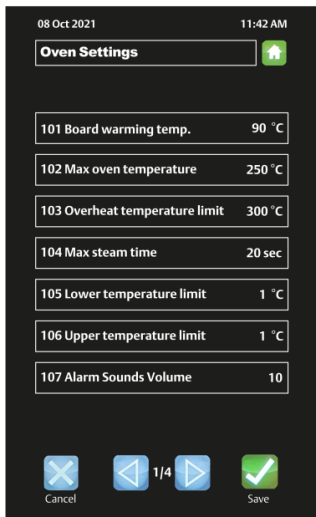 08 Oct 2021 11:42 AM
Oven Settings
101 Board warming temp. 90 °C
102 Max oven temperature 250 °C
103 Overheat temperature limit 300 °C
104 Max steam time 20 sec
105 Lower temperature limit 1 °C
106 Upper temperature limit 1 °C
107 Alarm Sounds Volume 10
1/4
Cancel Save